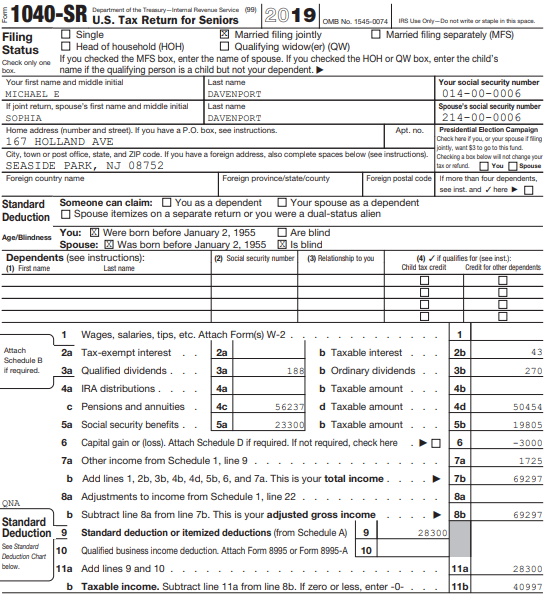 Form 1040-SR Department of the Treasury—Internal Revenue Service (99) U.S. Tax Return for Seniors 2019 OMB No. 1545-0074 IRS Use Only—Do not write or staple in this space.
Filing Status
Check only one box.
☐ Single ☒ Married filing jointly ☐ Married filing separately (MFS)
☐ Head of household (HOH) ☐ Qualifying widow(er) (QW)
If you checked the MFS box, enter the name of spouse. If you checked the HOH or QW box, enter the child's
name if the qualifying person is a child but not your dependent. ▶
Your first name and middle initial Last name Your social security number
MICHAEL E DAVENPORT 014-00-0006
If joint return, spouse's first name and middle initial Last name Spouse's social security number
SOPHIA DAVENPORT 214-00-0006
Home address (number and street). If you have a P.O. box, see instructions. Apt. no.
167 HOLLAND AVE
City, town or post office, state, and ZIP code. If you have a foreign address, also complete spaces below (see instructions).
SEASIDE PARK, NJ 08752
Presidential Election Campaign
Check here if you, or your spouse if filing
jointly, want $3 to go to this fund.
Checking a box below will not change your
tax or refund. ☐ You ☐ Spouse
Foreign country name Foreign province/state/county Foreign postal code
If more than four dependents,
see inst. and ✓ here ▶ ☐
Standard Deduction
Someone can claim: ☐ You as a dependent ☐ Your spouse as a dependent
☐ Spouse itemizes on a separate return or you were a dual-status alien
Age/Blindness
You: ☒ Were born before January 2, 1955 ☐ Are blind
Spouse: ☒ Was born before January 2, 1955 ☒ Is blind
Dependents (see instructions): (2) Social security number (3) Relationship to you (4) ✓ if qualifies for (see inst.):
(1) First name Last name Child tax credit Credit for other dependents
☐ ☐
☐ ☐
☐ ☐
☐ ☐
Attach
Schedule B
if required.
1 Wages, salaries, tips, etc. Attach Form(s) W-2 1
2a Tax-exempt interest 2a b Taxable interest 2b 43
3a Qualified dividends 3a 188 b Ordinary dividends 3b 270
4a IRA distributions 4a b Taxable amount 4b
c Pensions and annuities 4c 56237 d Taxable amount 4d 50454
5a Social security benefits 5a 23300 b Taxable amount 5b 19805
6 Capital gain or (loss). Attach Schedule D if required. If not required, check here ▶ ☐ 6 -3000
7a Other income from Schedule 1, line 9 7a 1725
b Add lines 1, 2b, 3b, 4b, 4d, 5b, 6, and 7a. This is your total income ▶ 7b 69297
8a Adjustments to income from Schedule 1, line 22 8a
b Subtract line 8a from line 7b. This is your adjusted gross income ▶ 8b 69297
QNA
Standard
Deduction
See Standard
Deduction Chart
below.
9 Standard deduction or itemized deductions (from Schedule A) 9 28300
10 Qualified business income deduction. Attach Form 8995 or Form 8995-A 10
11a Add lines 9 and 10 11a 28300
b Taxable income. Subtract line 11a from line 8b. If zero or less, enter -0- 11b 40997